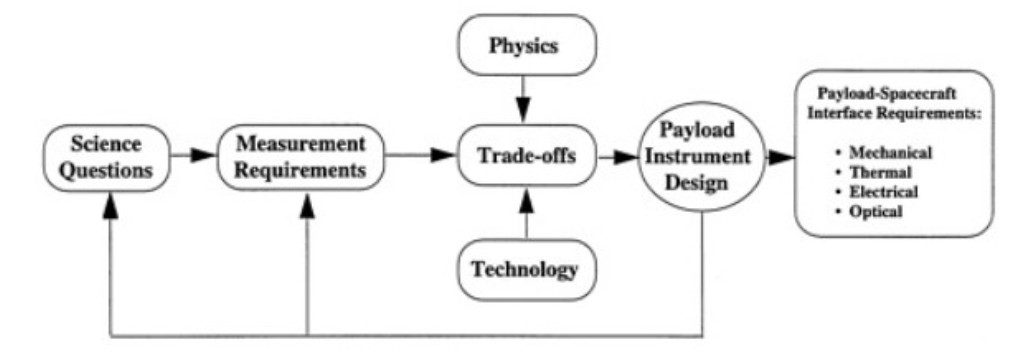 Physics
Science
Questions
Measurement
Requirements
Trade-offs
Technology
Payload
Instrument
Design
Payload-Spacecraft
Interface Requirements:
• Mechanical
• Thermal
• Electrical
• Optical